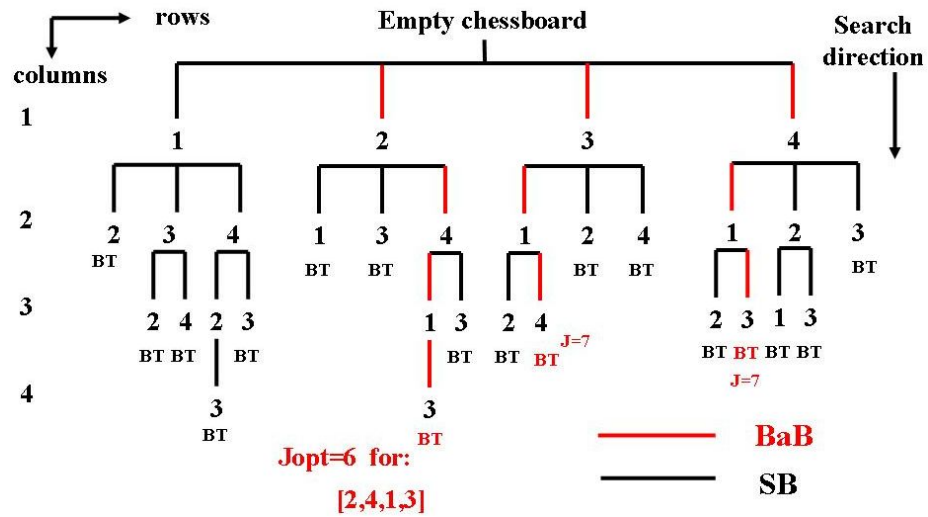 rows
Empty chessboard
Search
direction
columns
1
1 2 3 4
2
2 3 4 1 3 4 1 2 4 1 2 3
BT BT BT BT BT BT
3
2 4 2 3 1 3 2 4 2 3 1 3
J=7
BT BT BT BT BT BT BT BT BT BT
J=7
4
3 3
BT BT
BaB
Jopt=6 for:
SB
[2,4,1,3]